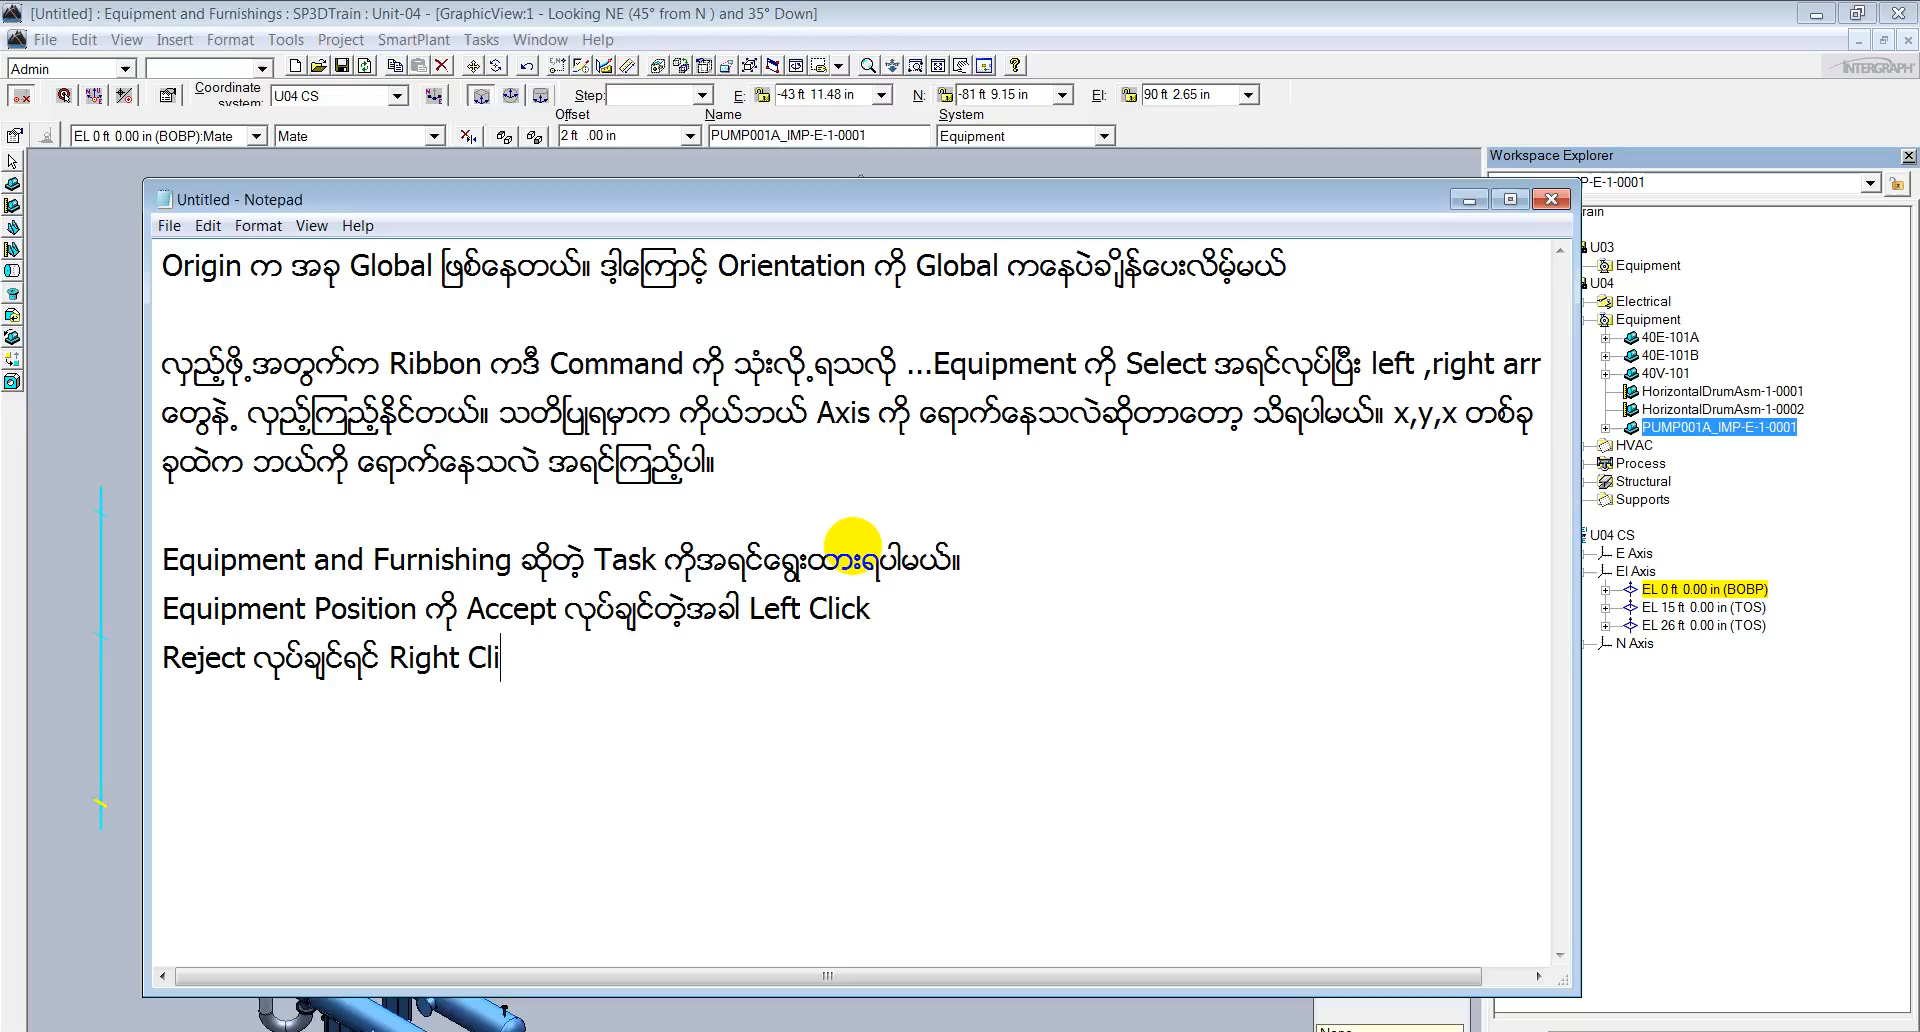 [Untitled] : Equipment and Furnishings : SP3DTrain : Unit-04 - [GraphicView:1 - Looking NE (45° from N ) and 35° Down]
File Edit View Insert Format Tools Project SmartPlant Tasks Window Help
Admin
INTERGRAPH
Coordinate system: U04 CS Step: E: -43 ft 11.48 in N: -81 ft 9.15 in El: 90 ft 2.65 in
Offset Name System
EL 0 ft 0.00 in (BOBP):Mate Mate 2 ft .00 in PUMP001A_IMP-E-1-0001 Equipment
Workspace Explorer
P-E-1-0001
Untitled - Notepad
File Edit Format View Help
Origin က အခု Global ဖြစ်နေတယ်။ ဒါ့ကြောင့် Orientation ကို Global ကနေပဲချိန်ပေးလိမ့်မယ်
လှည့်ဖို့အတွက်က Ribbon ကဒီ Command ကို သုံးလို့ရသလို ...Equipment ကို Select အရင်လုပ်ပြီး left ,right arr
တွေနဲ့ လှည့်ကြည့်နိုင်တယ်။ သတိပြုရမှာက ကိုယ်ဘယ် Axis ကို ရောက်နေသလဲဆိုတာတော့ သိရပါမယ်။ x,y,x တစ်ခု
ခုထဲက ဘယ်ကို ရောက်နေသလဲ အရင်ကြည့်ပါ။
Equipment and Furnishing ဆိုတဲ့ Task ကိုအရင်ရွေးထားရပါမယ်။
Equipment Position ကို Accept လုပ်ချင်တဲ့အခါ Left Click
Reject လုပ်ချင်ရင် Right Cli
rain
U03
Equipment
U04
Electrical
Equipment
40E-101A
40E-101B
40V-101
HorizontalDrumAsm-1-0001
HorizontalDrumAsm-1-0002
PUMP001A_IMP-E-1-0001
HVAC
Process
Structural
Supports
U04 CS
E Axis
El Axis
EL 0 ft 0.00 in (BOBP)
EL 15 ft 0.00 in (TOS)
EL 26 ft 0.00 in (TOS)
N Axis